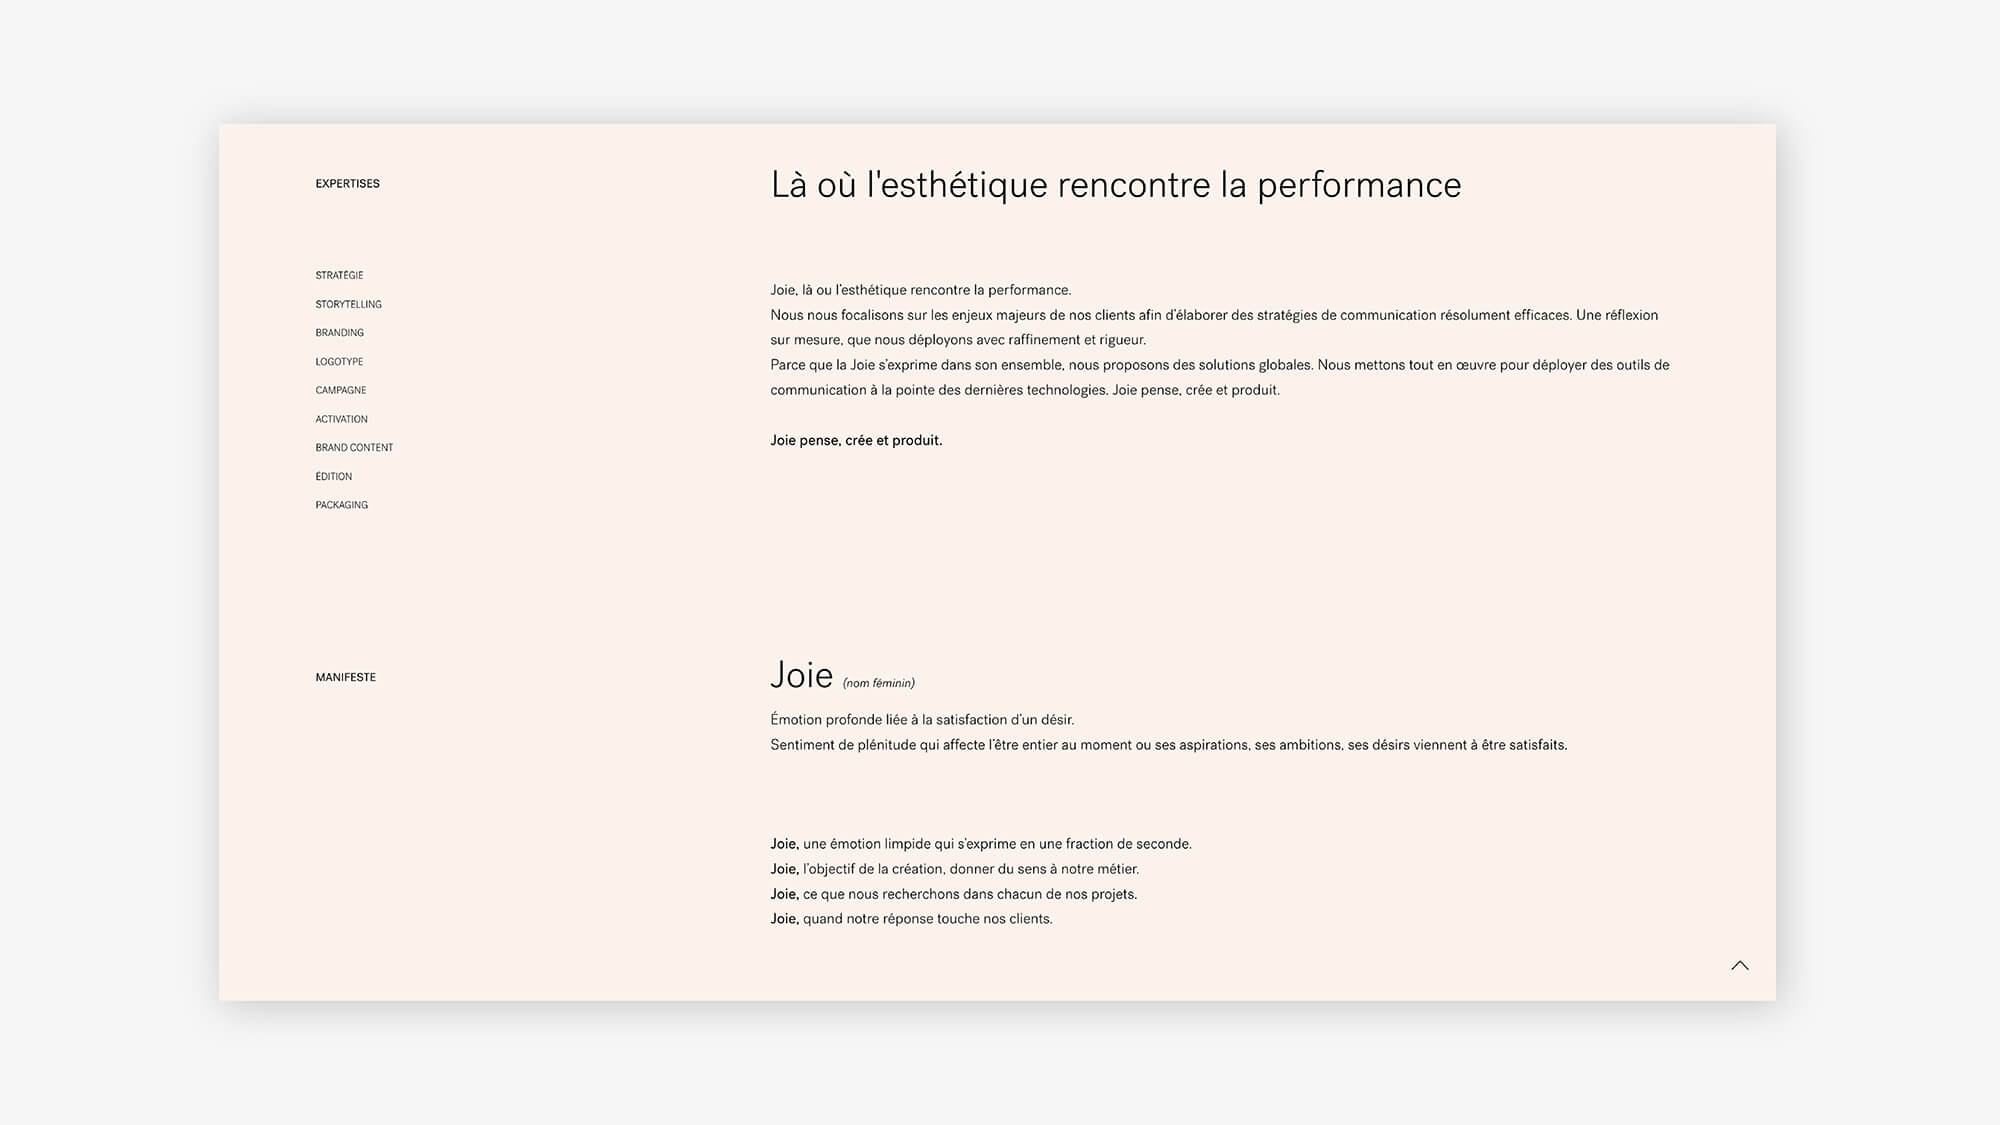 EXPERTISES
Là où l'esthétique rencontre la performance
STRATÉGIE
STORYTELLING
BRANDING
LOGOTYPE
CAMPAGNE
ACTIVATION
BRAND CONTENT
ÉDITION
PACKAGING
Joie, là ou l’esthétique rencontre la performance.
Nous nous focalisons sur les enjeux majeurs de nos clients afin d’élaborer des stratégies de communication résolument efficaces. Une réflexion
sur mesure, que nous déployons avec raffinement et rigueur.
Parce que la Joie s’exprime dans son ensemble, nous proposons des solutions globales. Nous mettons tout en œuvre pour déployer des outils de
communication à la pointe des dernières technologies. Joie pense, crée et produit.
Joie pense, crée et produit.
MANIFESTE
Joie (nom féminin)
Émotion profonde liée à la satisfaction d’un désir.
Sentiment de plénitude qui affecte l’être entier au moment ou ses aspirations, ses ambitions, ses désirs viennent à être satisfaits.
Joie, une émotion limpide qui s’exprime en une fraction de seconde.
Joie, l’objectif de la création, donner du sens à notre métier.
Joie, ce que nous recherchons dans chacun de nos projets.
Joie, quand notre réponse touche nos clients.